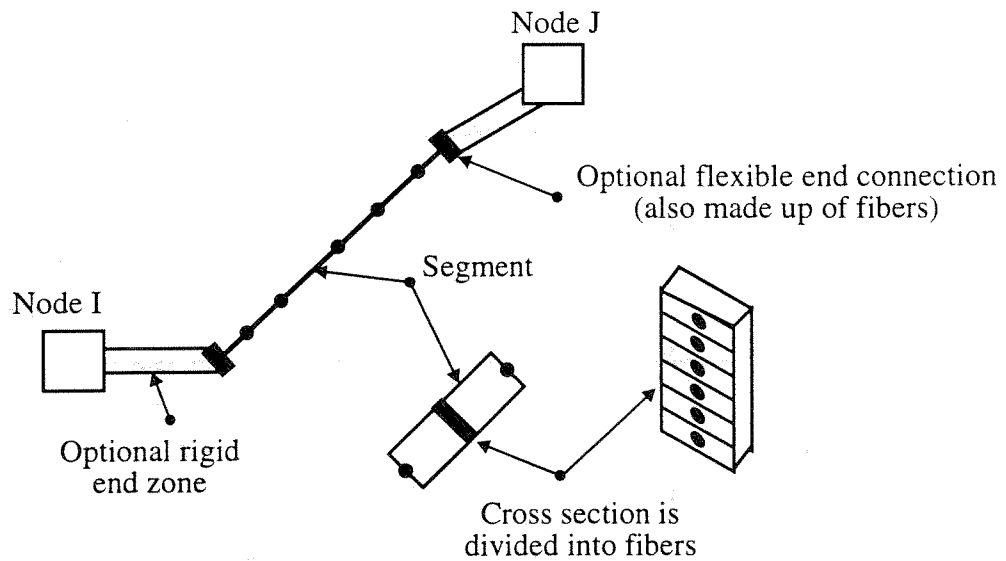 Node J
Optional flexible end connection
(also made up of fibers)
Segment
Node I
Optional rigid
end zone
Cross section is
divided into fibers